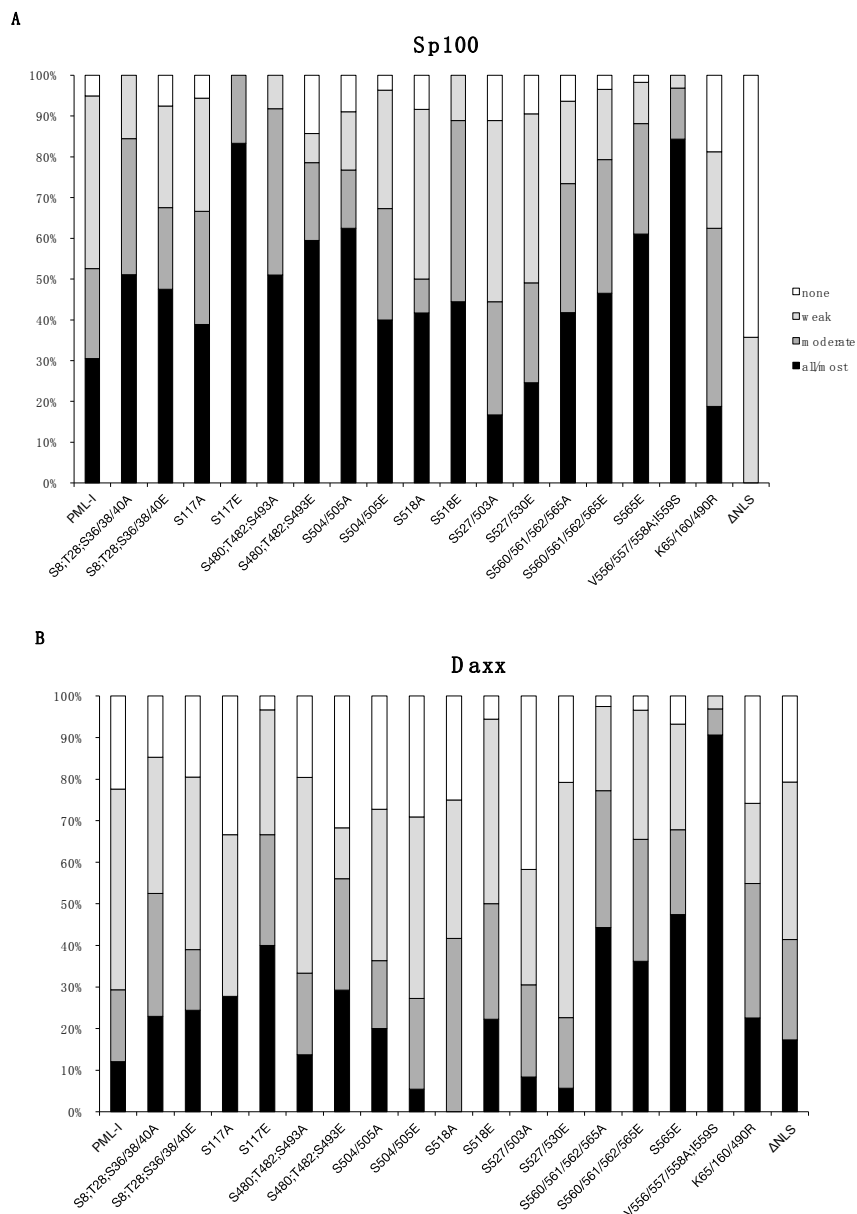 A
Sp100
100%
90%
80%
70%
60%
50%
40%
30%
20%
10%
0%
none
weak
moderate
all/most
PML-I
S8;T28;S36/38/40A
S8;T28;S36/38/40E
S117A
S117E
S480;T482;S493A
S480;T482;S493E
S504/505A
S504/505E
S518A
S518E
S527/503A
S527/530E
S560/561/562/565A
S560/561/562/565E
S565E
V556/557/558A;I559S
K65/160/490R
ΔNLS
B
Daxx
100%
90%
80%
70%
60%
50%
40%
30%
20%
10%
0%
PML-I
S8;T28;S36/38/40A
S8;T28;S36/38/40E
S117A
S117E
S480;T482;S493A
S480;T482;S493E
S504/505A
S504/505E
S518A
S518E
S527/503A
S527/530E
S560/561/562/565A
S560/561/562/565E
S565E
V556/557/558A;I559S
K65/160/490R
ΔNLS